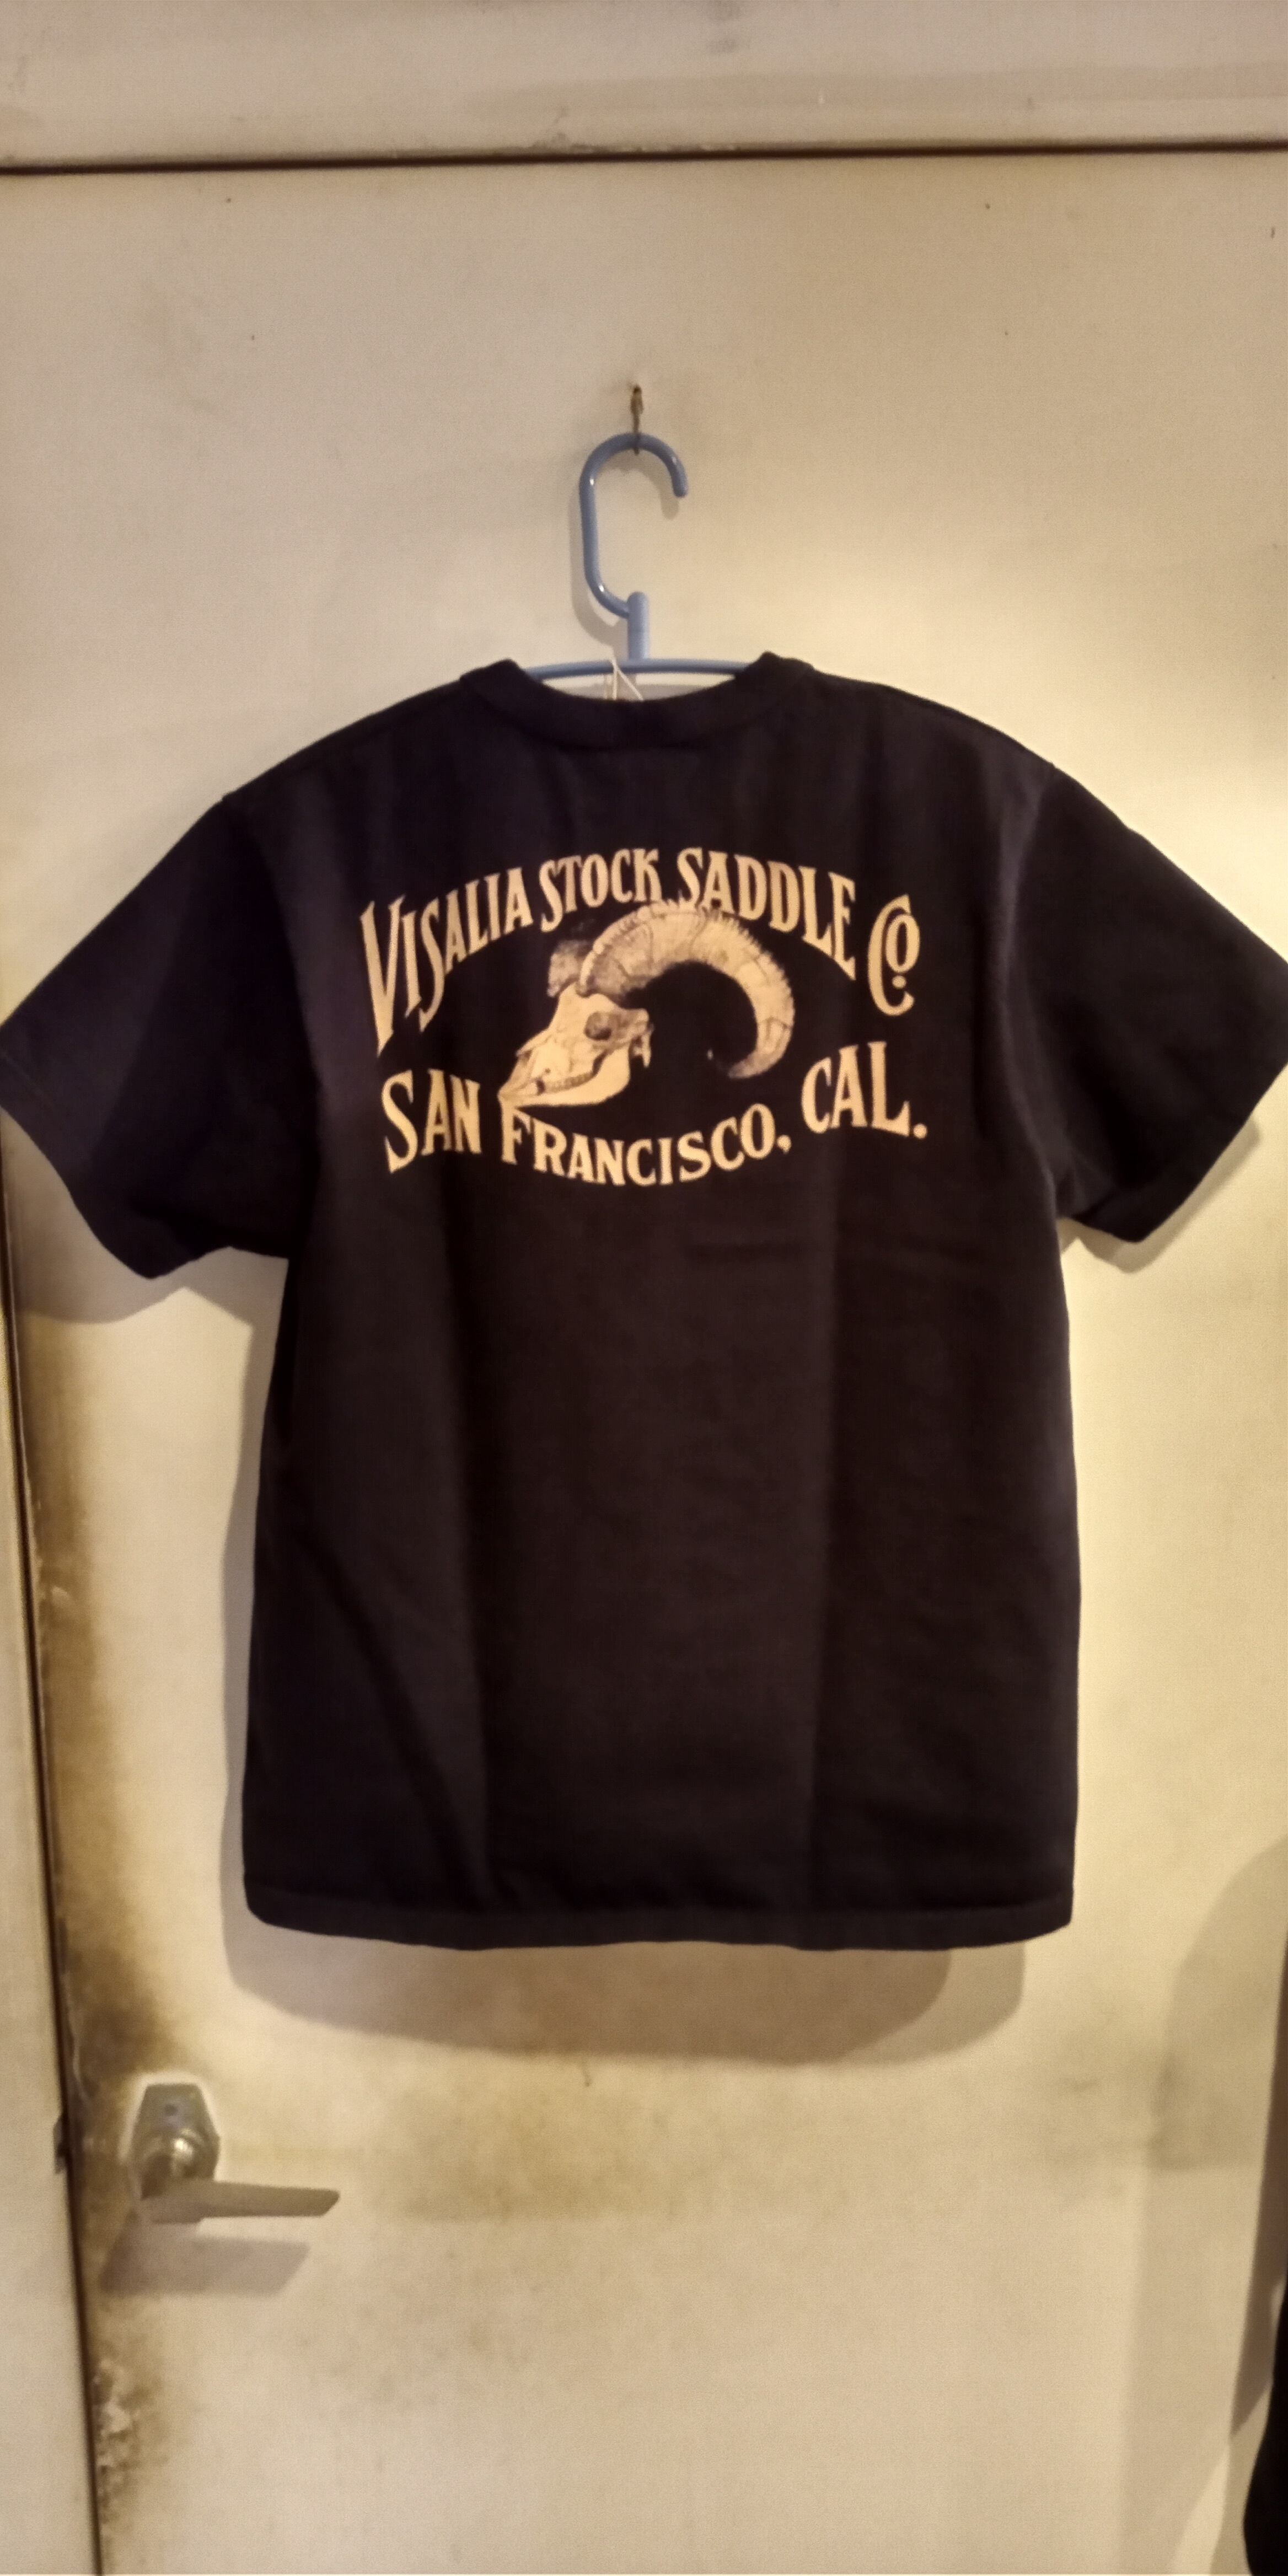 VISALIA STOCK SADDLE Co.
SAN FRANCISCO, CAL.